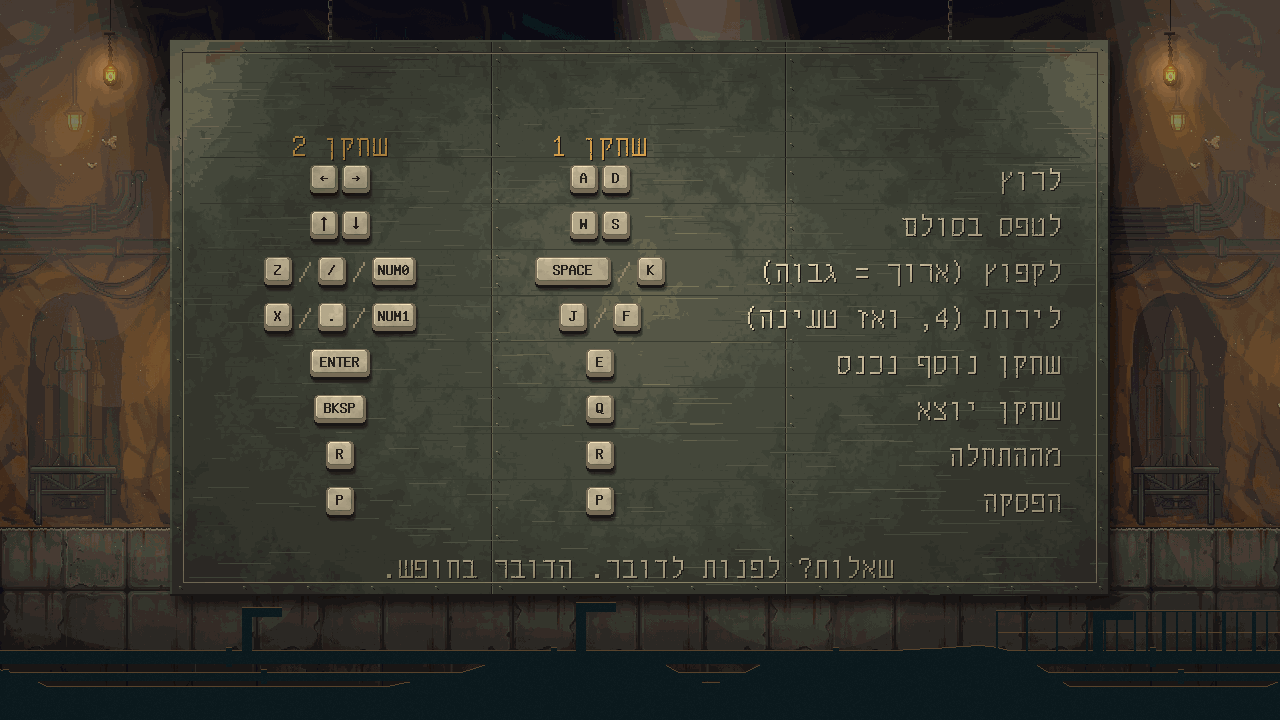 שחקן 1 שחקן 2
לרוץ A D ← →
לטפס בסולם W S ↑ ↓
לקפוץ (ארוך = גבוה) SPACE / K Z / / / NUM0
לירות (4, ואז טעינה) J / F X / . / NUM1
שחקן נוסף נכנס E ENTER
שחקן יוצא Q BKSP
מההתחלה R R
הפסקה P P
שאלות? לפנות לדובר. הדובר בחופש.